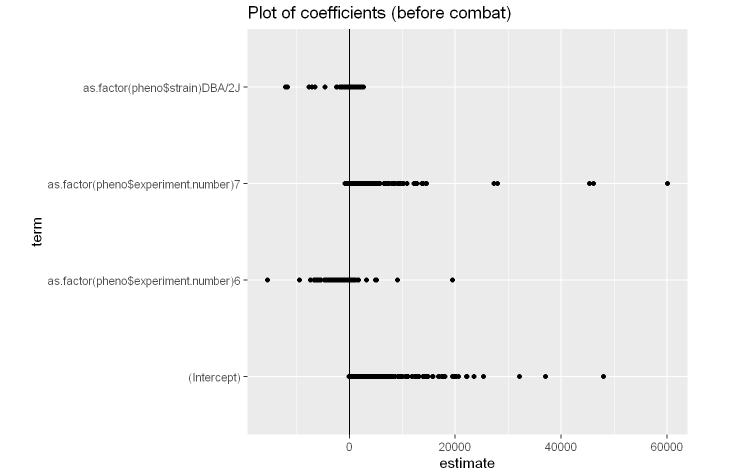 Plot of coefficients (before combat)
as.factor(pheno$strain)DBA/2J
as.factor(pheno$experiment.number)7
term
as.factor(pheno$experiment.number)6
(Intercept)
0
20000
40000
60000
estimate